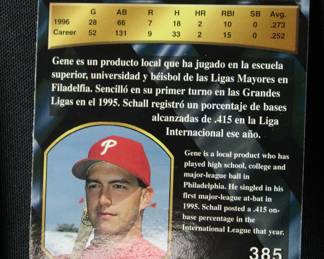 G AB R H HR RBI SB Avg.
1996 28 66 7 18 2 10 0 .273
Career 52 131 9 33 2 15 0 .252
Gene es un producto local que ha jugado en la escuela
superior, universidad y béisbol de las Ligas Mayores en
Filadelfia. Sencilló en su primer turno en las Grandes
Ligas en el 1995. Schall registró un porcentaje de bases
alcanzadas de .415 en la Liga
Internacional ese año.
Gene is a local product who has
played high school, college and
major-league ball in
Philadelphia. He singled in his
first major-league at-bat in
1995. Schall posted a .415 on-
base percentage in the
International League that year.
P
385